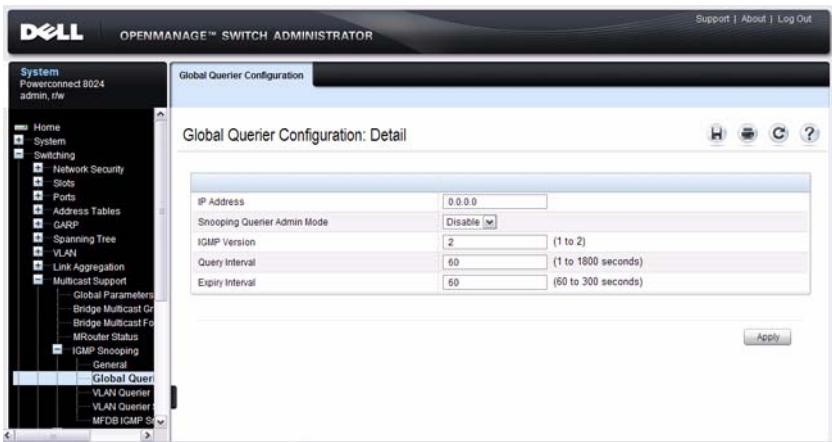 Support | About | Log Out
DELL OPENMANAGE™ SWITCH ADMINISTRATOR
System
Powerconnect 8024
admin, r/w
Global Querier Configuration
Home
System
Switching
Network Security
Slots
Ports
Address Tables
GARP
Spanning Tree
VLAN
Link Aggregation
Multicast Support
Global Parameters
Bridge Multicast Gr
Bridge Multicast Fo
MRouter Status
IGMP Snooping
General
Global Queri
VLAN Querier
VLAN Querier S
MFDB IGMP Sn
Global Querier Configuration: Detail
?
IP Address 0.0.0.0
Snooping Querier Admin Mode Disable
IGMP Version 2 (1 to 2)
Query Interval 60 (1 to 1800 seconds)
Expiry Interval 60 (60 to 300 seconds)
Apply